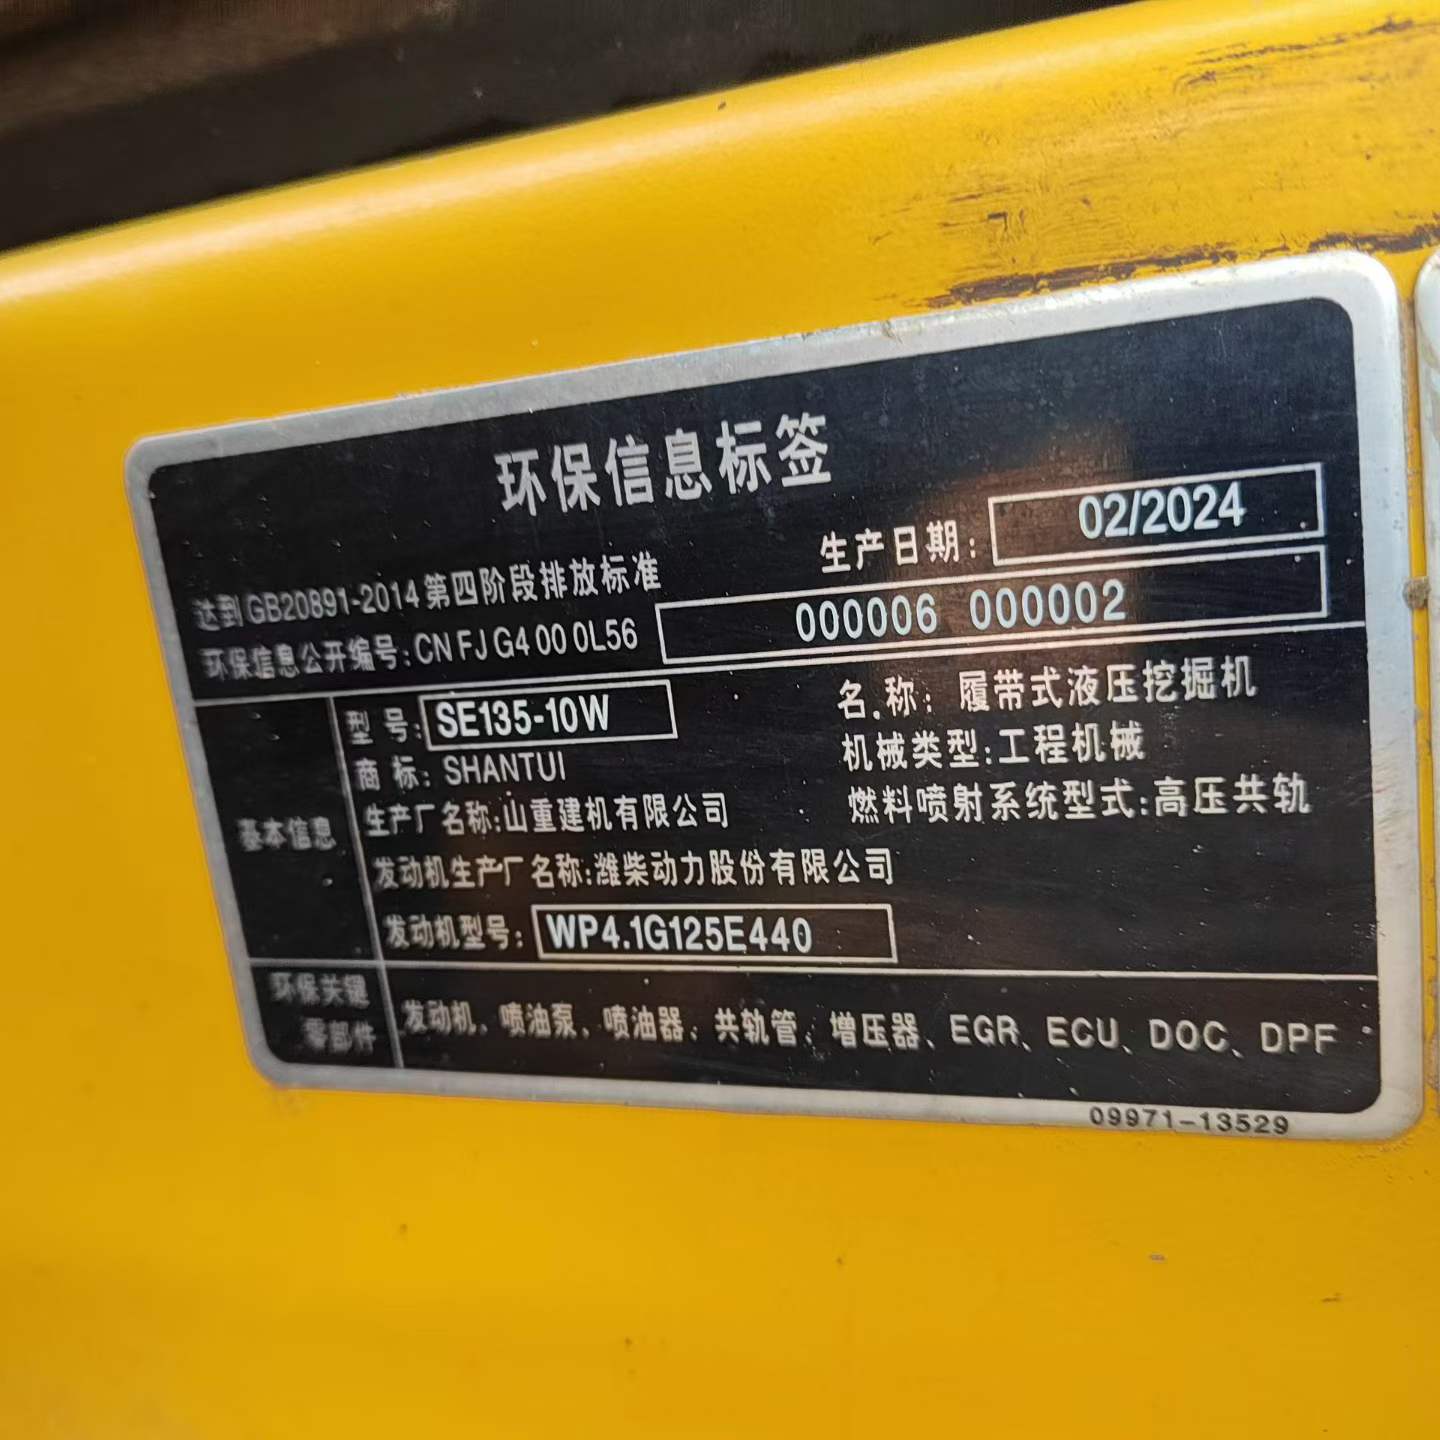 环保信息标签
生产日期: 02/2024
达到GB20891-2014第四阶段排放标准
环保信息公开编号:CN FJ G4 00 0L56 000006 000002
基本信息
型 号: SE135-10W
名 称: 履带式液压挖掘机
商 标: SHANTUI
机械类型:工程机械
生产厂名称:山重建机有限公司
燃料喷射系统型式:高压共轨
发动机生产厂名称:潍柴动力股份有限公司
发动机型号: WP4.1G125E440
环保关键
零部件
发动机、喷油泵、喷油器、共轨管、增压器、EGR、ECU、DOC、DPF
09971-13529